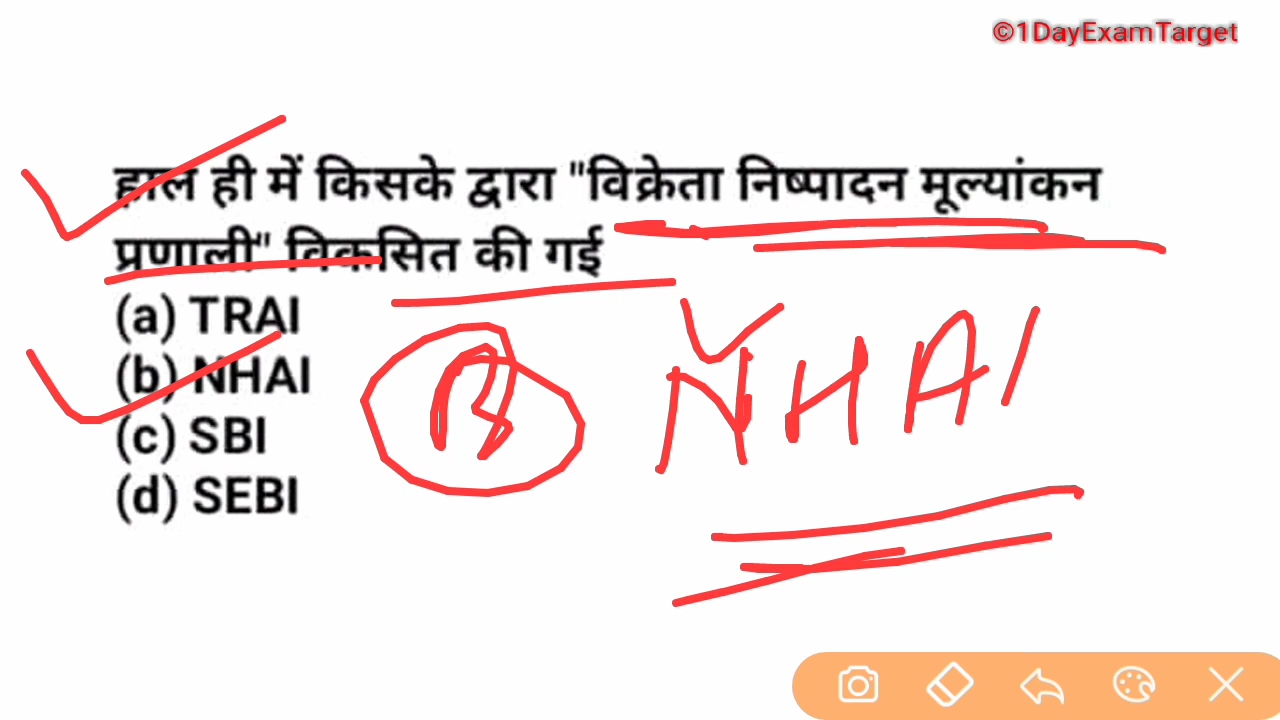 ©1DayExamTarget
हाल ही में किसके द्वारा "विक्रेता निष्पादन मूल्यांकन
प्रणाली" विकसित की गई
(a) TRAI
(b) NHAI
(c) SBI
(d) SEBI
B NHAI